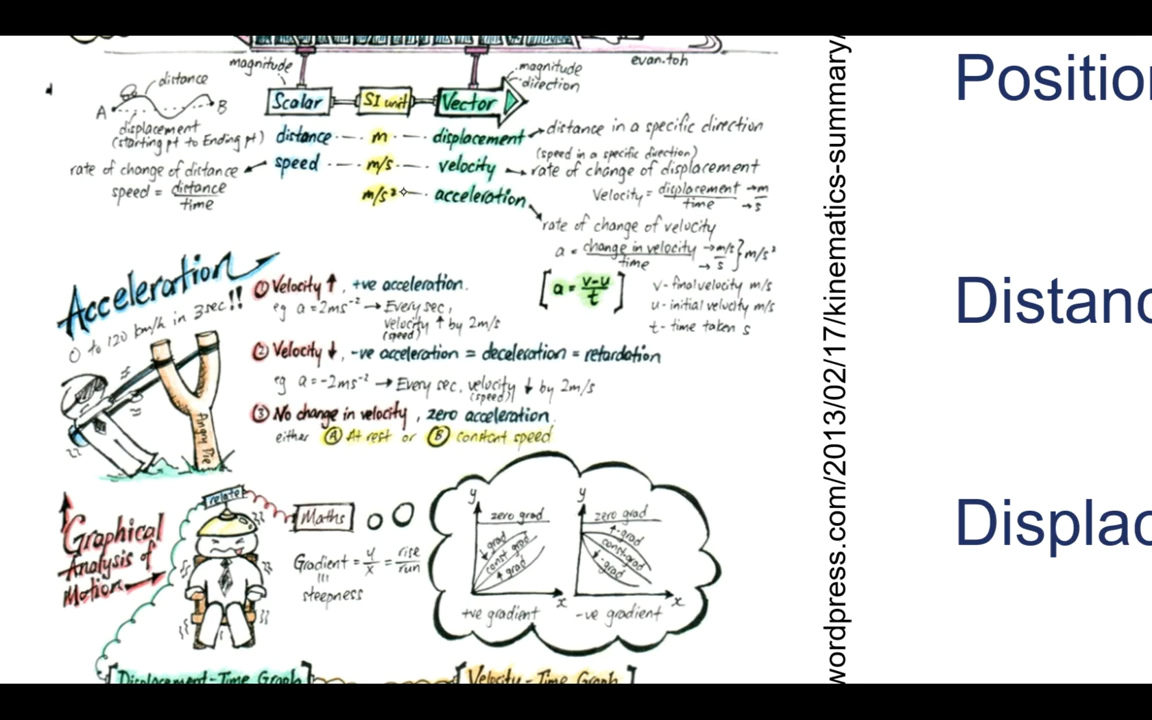 evan.toh
magnitude
magnitude
direction
distance
A
B
Scalar
SI unit
Vector
displacement
(starting pt to Ending pt)
distance --- m --- displacement → distance in a specific direction
(speed in a specific direction)
rate of change of distance ← speed --- m/s --- velocity → rate of change of displacement
speed = distance
time
Velocity = displacement → m
time → s
m/s² ← acceleration
rate of change of velocity
a = change in velocity → m/s } m/s²
time → s
Acceleration
0 to 120 km/h in 3sec!!
① Velocity ↑, +ve acceleration.
eg a = 2ms⁻² → Every sec,
velocity ↑ by 2m/s
(speed)
[a = v-u
t]
v - final velocity m/s
u - initial velocity m/s
t - time taken s
② Velocity ↓, -ve acceleration = deceleration = retardation
eg a = -2ms⁻² → Every sec, velocity ↓ by 2m/s
(speed)
③ No change in velocity, zero acceleration.
either Ⓐ At rest or Ⓑ constant speed
Angry Pie
Graphical
Analysis of
Motion
relate
Maths
Gradient = y = rise
x run
steepness
y
zero grad
↓ grad
const grad
↑ grad
x
+ve gradient
y
zero grad
↑-grad
const-grad
↓-grad
x
-ve gradient
[Displacement-Time Graph]
[Velocity-Time Graph]
wordpress.com/2013/02/17/kinematics-summary/
Position
Distanc
Displac